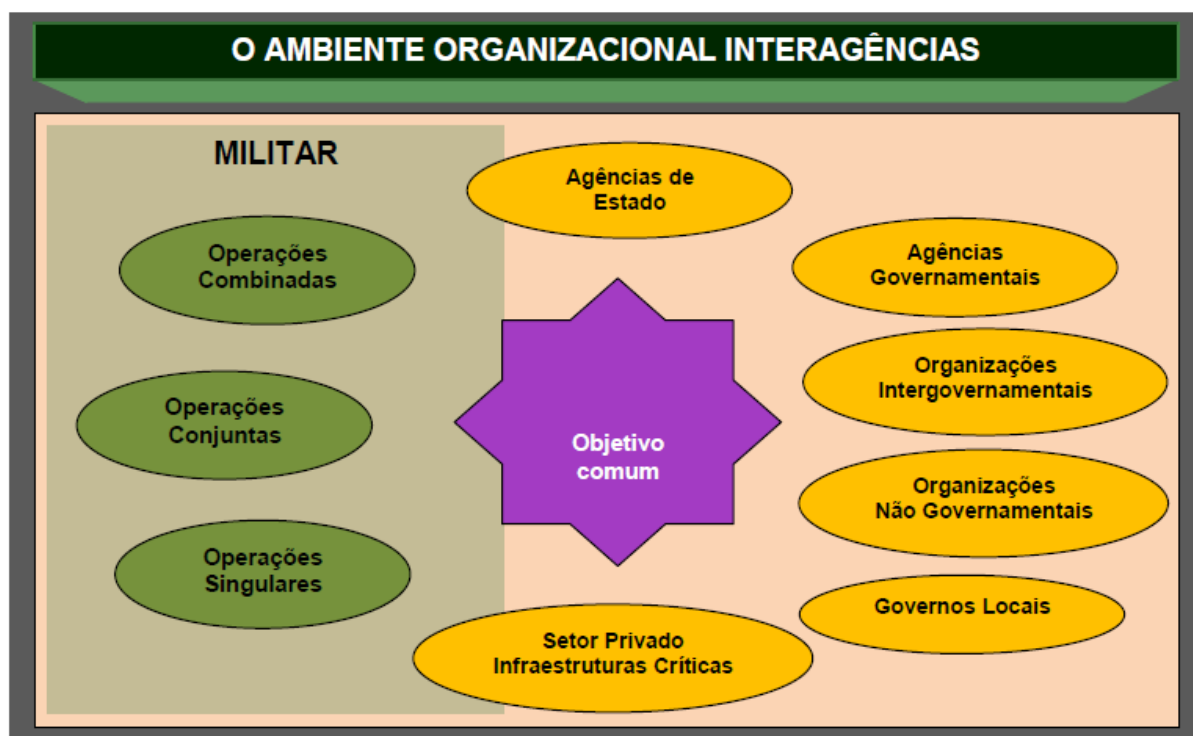 O AMBIENTE ORGANIZACIONAL INTERAGÊNCIAS
MILITAR
Operações
Combinadas
Operações
Conjuntas
Operações
Singulares
Agências de
Estado
Objetivo
comum
Setor Privado
Infraestruturas Críticas
Agências
Governamentais
Organizações
Intergovernamentais
Organizações
Não Governamentais
Governos Locais